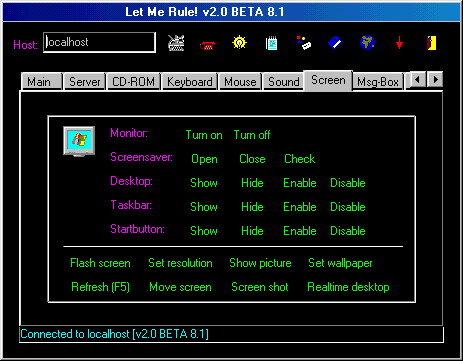 Let Me Rule! v2.0 BETA 8.1
Host: localhost
Main Server CD-ROM Keyboard Mouse Sound Screen Msg-Box
Monitor: Turn on Turn off
Screensaver: Open Close Check
Desktop: Show Hide Enable Disable
Taskbar: Show Hide Enable Disable
Startbutton: Show Hide Enable Disable
Flash screen Set resolution Show picture Set wallpaper
Refresh (F5) Move screen Screen shot Realtime desktop
Connected to localhost [v2.0 BETA 8.1]